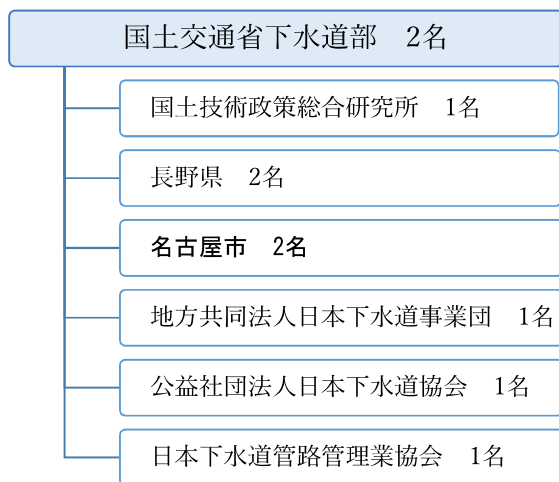 国土交通省下水道部　2名
国土技術政策総合研究所　1名
長野県　2名
名古屋市　2名
地方共同法人日本下水道事業団　1名
公益社団法人日本下水道協会　1名
日本下水道管路管理業協会　1名